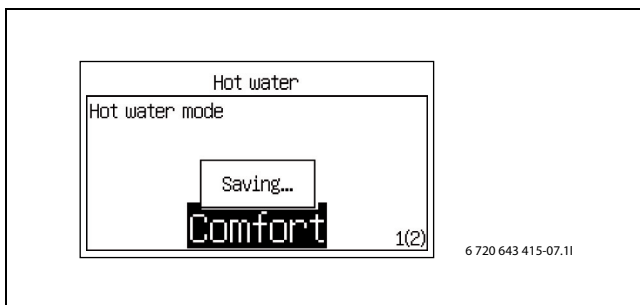 Hot water
Hot water mode
Saving...
Comfort
1(2)
6 720 643 415-07.1I